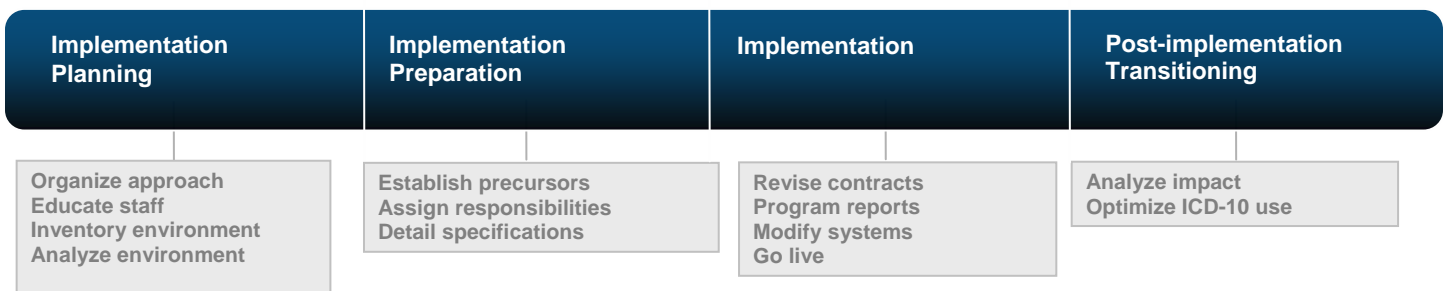 Implementation
Planning
Implementation
Preparation
Implementation
Post-implementation
Transitioning
Organize approach
Educate staff
Inventory environment
Analyze environment
Establish precursors
Assign responsibilities
Detail specifications
Revise contracts
Program reports
Modify systems
Go live
Analyze impact
Optimize ICD-10 use